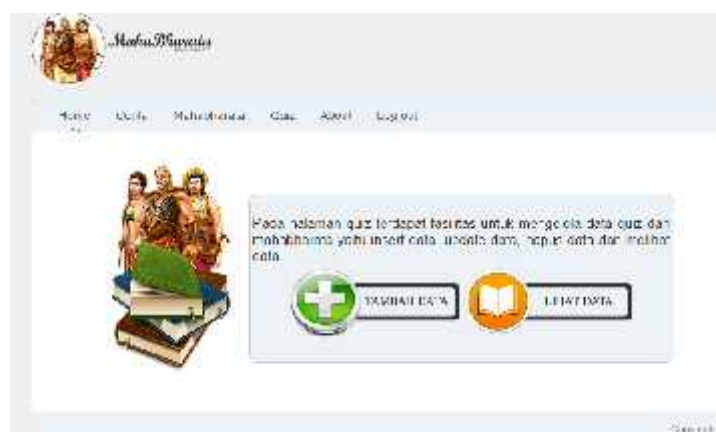 MahaBharata
Home Cerita Mahabharata Quiz About Logout
Pada halaman quiz terdapat fasilitas untuk mengelola data quiz dan
mahabharata yaitu insert data, update data, hapus data dan melihat
data.
TAMBAH DATA LIHAT DATA